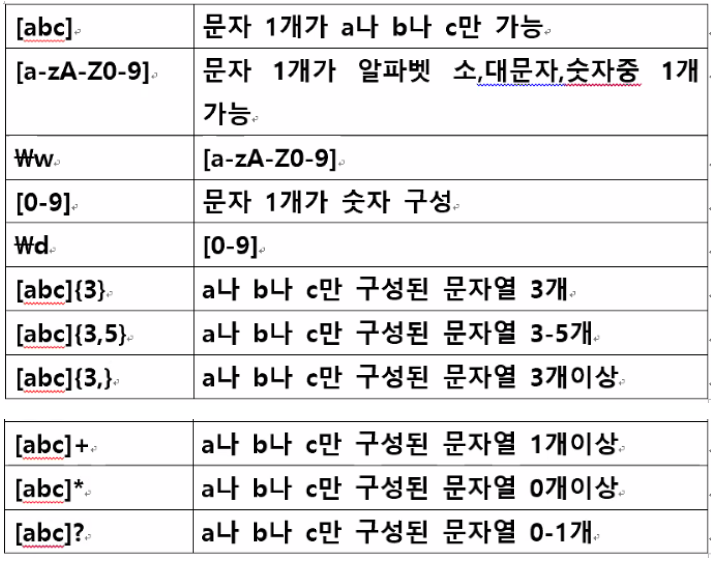 [abc] 문자 1개가 a나 b나 c만 가능
[a-zA-Z0-9] 문자 1개가 알파벳 소,대문자,숫자중 1개
가능
₩w [a-zA-Z0-9]
[0-9] 문자 1개가 숫자 구성
₩d [0-9]
[abc]{3} a나 b나 c만 구성된 문자열 3개
[abc]{3,5} a나 b나 c만 구성된 문자열 3-5개
[abc]{3,} a나 b나 c만 구성된 문자열 3개이상
[abc]+ a나 b나 c만 구성된 문자열 1개이상
[abc]* a나 b나 c만 구성된 문자열 0개이상
[abc]? a나 b나 c만 구성된 문자열 0-1개